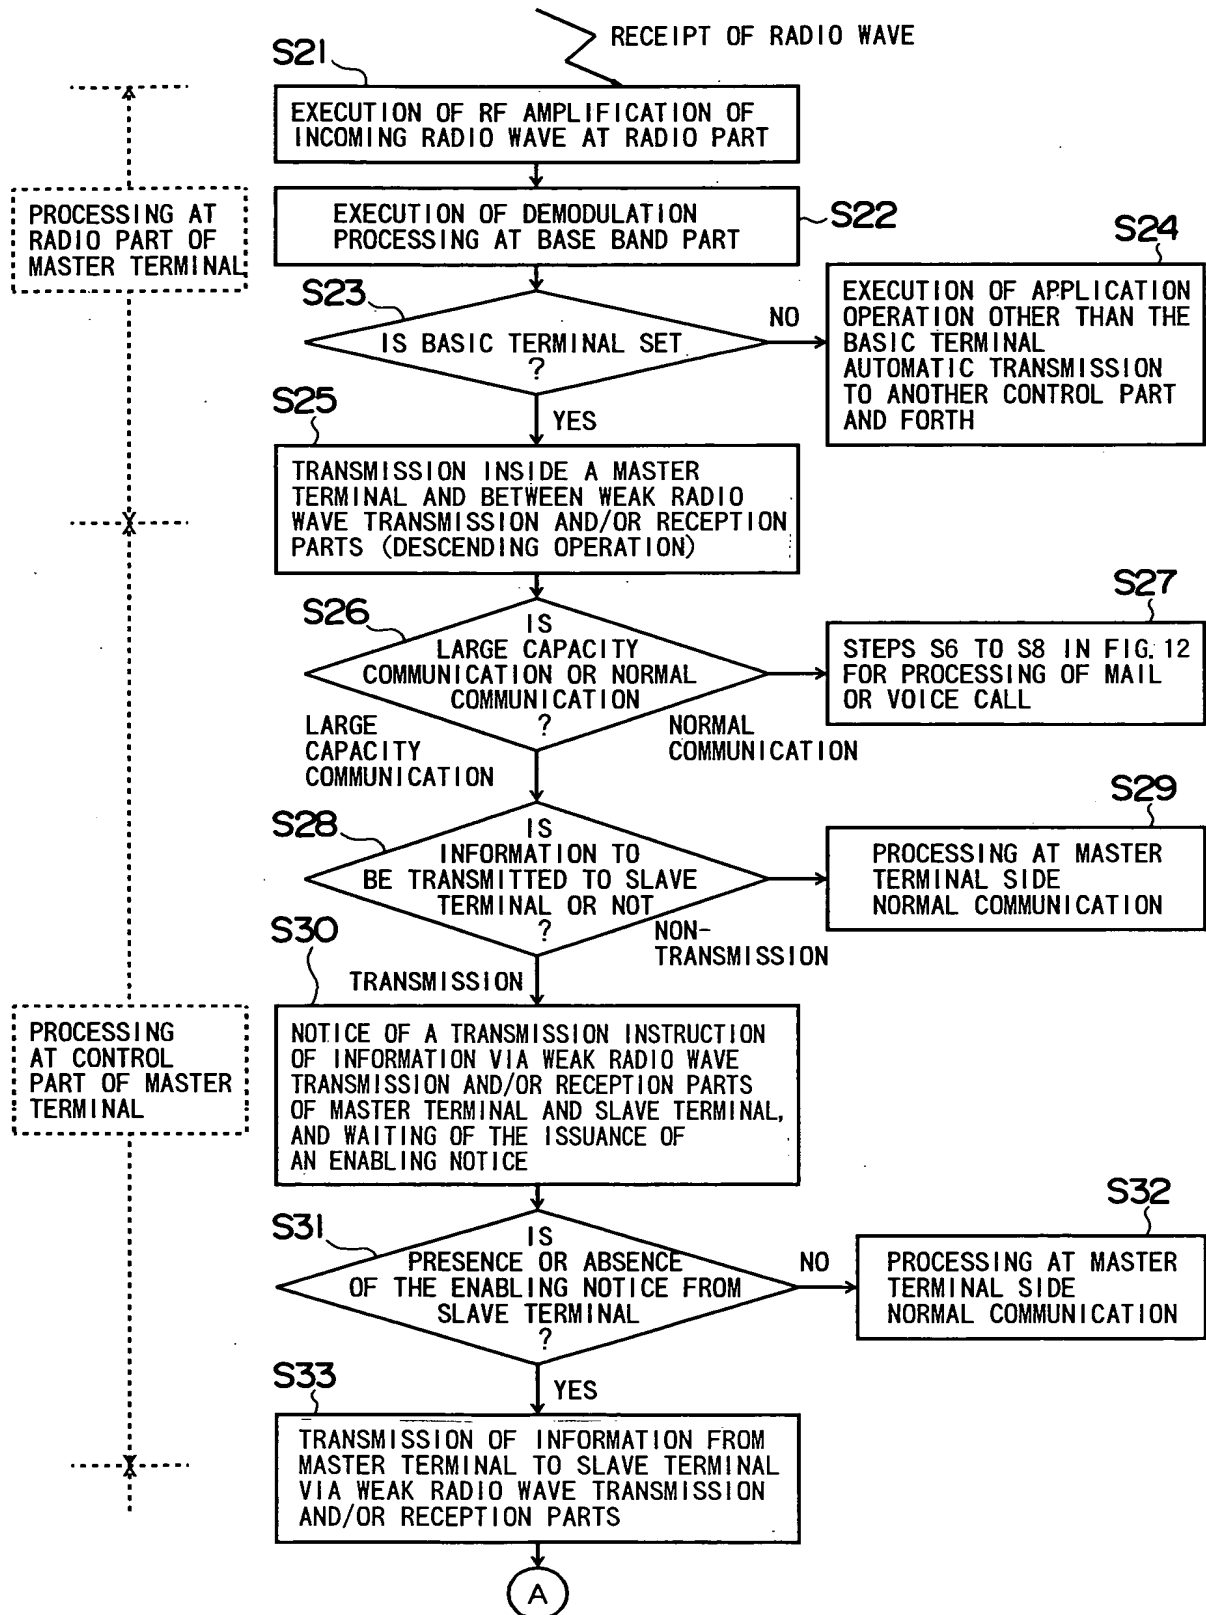 RECEIPT OF RADIO WAVE
S21
EXECUTION OF RF AMPLIFICATION OF
INCOMING RADIO WAVE AT RADIO PART
PROCESSING AT
RADIO PART OF
MASTER TERMINAL
EXECUTION OF DEMODULATION
PROCESSING AT BASE BAND PART
S22
S23
IS BASIC TERMINAL SET
?
NO
S24
EXECUTION OF APPLICATION
OPERATION OTHER THAN THE
BASIC TERMINAL
AUTOMATIC TRANSMISSION
TO ANOTHER CONTROL PART
AND FORTH
YES
S25
TRANSMISSION INSIDE A MASTER
TERMINAL AND BETWEEN WEAK RADIO
WAVE TRANSMISSION AND/OR RECEPTION
PARTS (DESCENDING OPERATION)
S26
IS
LARGE CAPACITY
COMMUNICATION OR NORMAL
COMMUNICATION
?
LARGE
CAPACITY
COMMUNICATION
NORMAL
COMMUNICATION
S27
STEPS S6 TO S8 IN FIG. 12
FOR PROCESSING OF MAIL
OR VOICE CALL
S28
IS
INFORMATION TO
BE TRANSMITTED TO SLAVE
TERMINAL OR NOT
?
NON-
TRANSMISSION
S29
PROCESSING AT MASTER
TERMINAL SIDE
NORMAL COMMUNICATION
TRANSMISSION
S30
NOTICE OF A TRANSMISSION INSTRUCTION
OF INFORMATION VIA WEAK RADIO WAVE
TRANSMISSION AND/OR RECEPTION PARTS
OF MASTER TERMINAL AND SLAVE TERMINAL,
AND WAITING OF THE ISSUANCE OF
AN ENABLING NOTICE
PROCESSING
AT CONTROL
PART OF MASTER
TERMINAL
S31
IS
PRESENCE OR ABSENCE
OF THE ENABLING NOTICE FROM
SLAVE TERMINAL
?
NO
S32
PROCESSING AT MASTER
TERMINAL SIDE
NORMAL COMMUNICATION
YES
S33
TRANSMISSION OF INFORMATION FROM
MASTER TERMINAL TO SLAVE TERMINAL
VIA WEAK RADIO WAVE TRANSMISSION
AND/OR RECEPTION PARTS
A